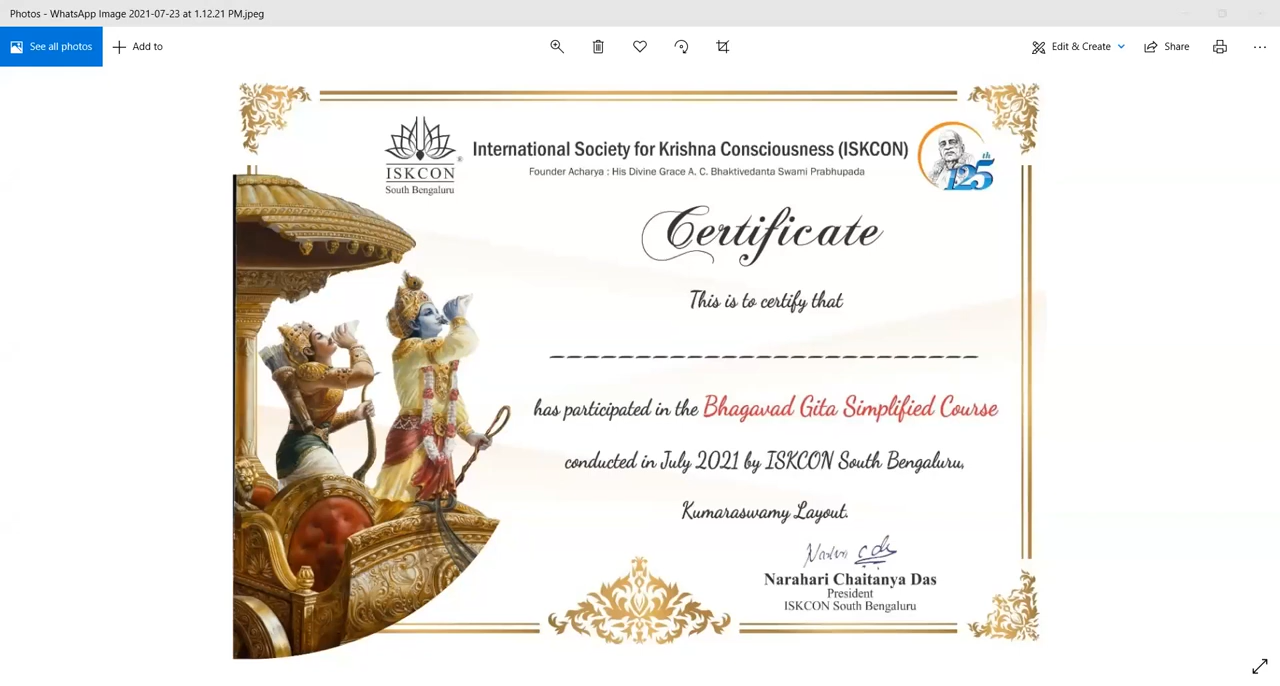 Photos - WhatsApp Image 2021-07-23 at 1.12.21 PM.jpeg
See all photos
Add to
Edit & Create
Share
ISKCON
South Bengaluru
International Society for Krishna Consciousness (ISKCON)
Founder Acharya : His Divine Grace A. C. Bhaktivedanta Swami Prabhupada
125th
Certificate
This is to certify that
has participated in the Bhagavad Gita Simplified Course
conducted in July 2021 by ISKCON South Bengaluru,
Kumaraswamy Layout.
Narahari Chaitanya Das
President
ISKCON South Bengaluru